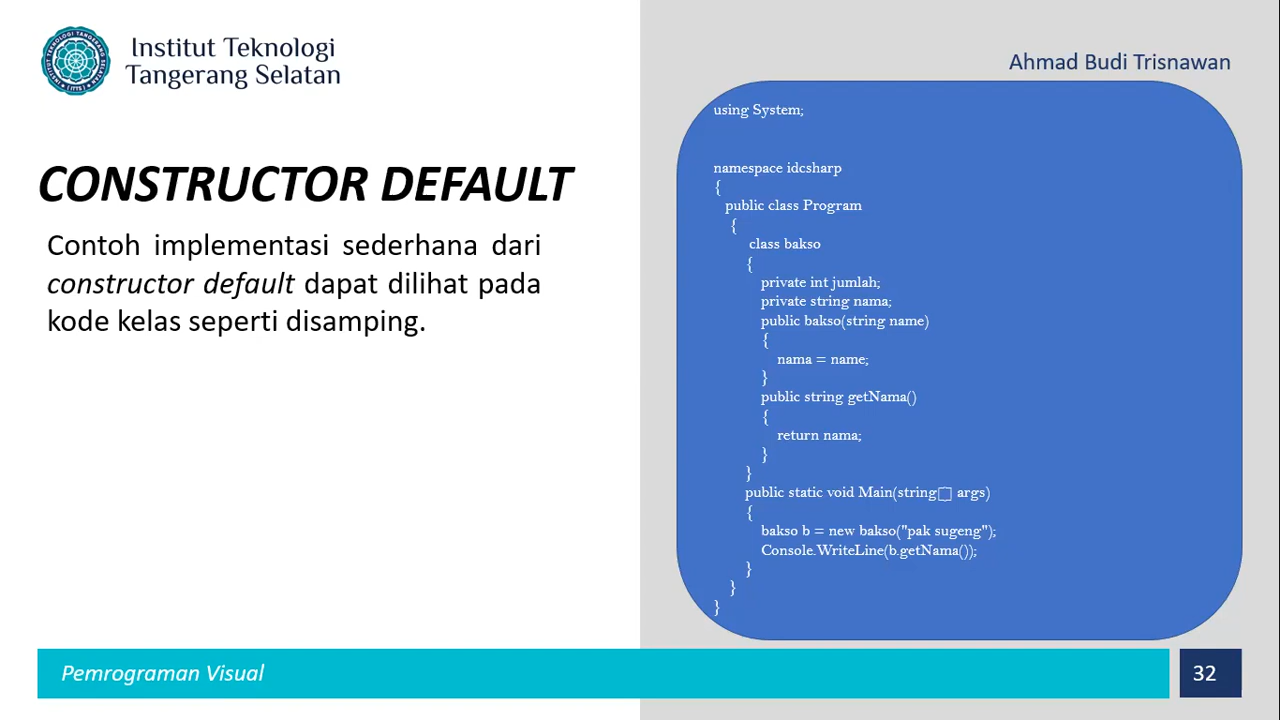 Institut Teknologi
Tangerang Selatan
Ahmad Budi Trisnawan
CONSTRUCTOR DEFAULT
Contoh implementasi sederhana dari
constructor default dapat dilihat pada
kode kelas seperti disamping.
using System;
namespace idcsharp
{
public class Program
{
class bakso
{
private int jumlah;
private string nama;
public bakso(string name)
{
nama = name;
}
public string getNama()
{
return nama;
}
}
public static void Main(string[] args)
{
bakso b = new bakso("pak sugeng");
Console.WriteLine(b.getNama());
}
}
}
Pemrograman Visual
32